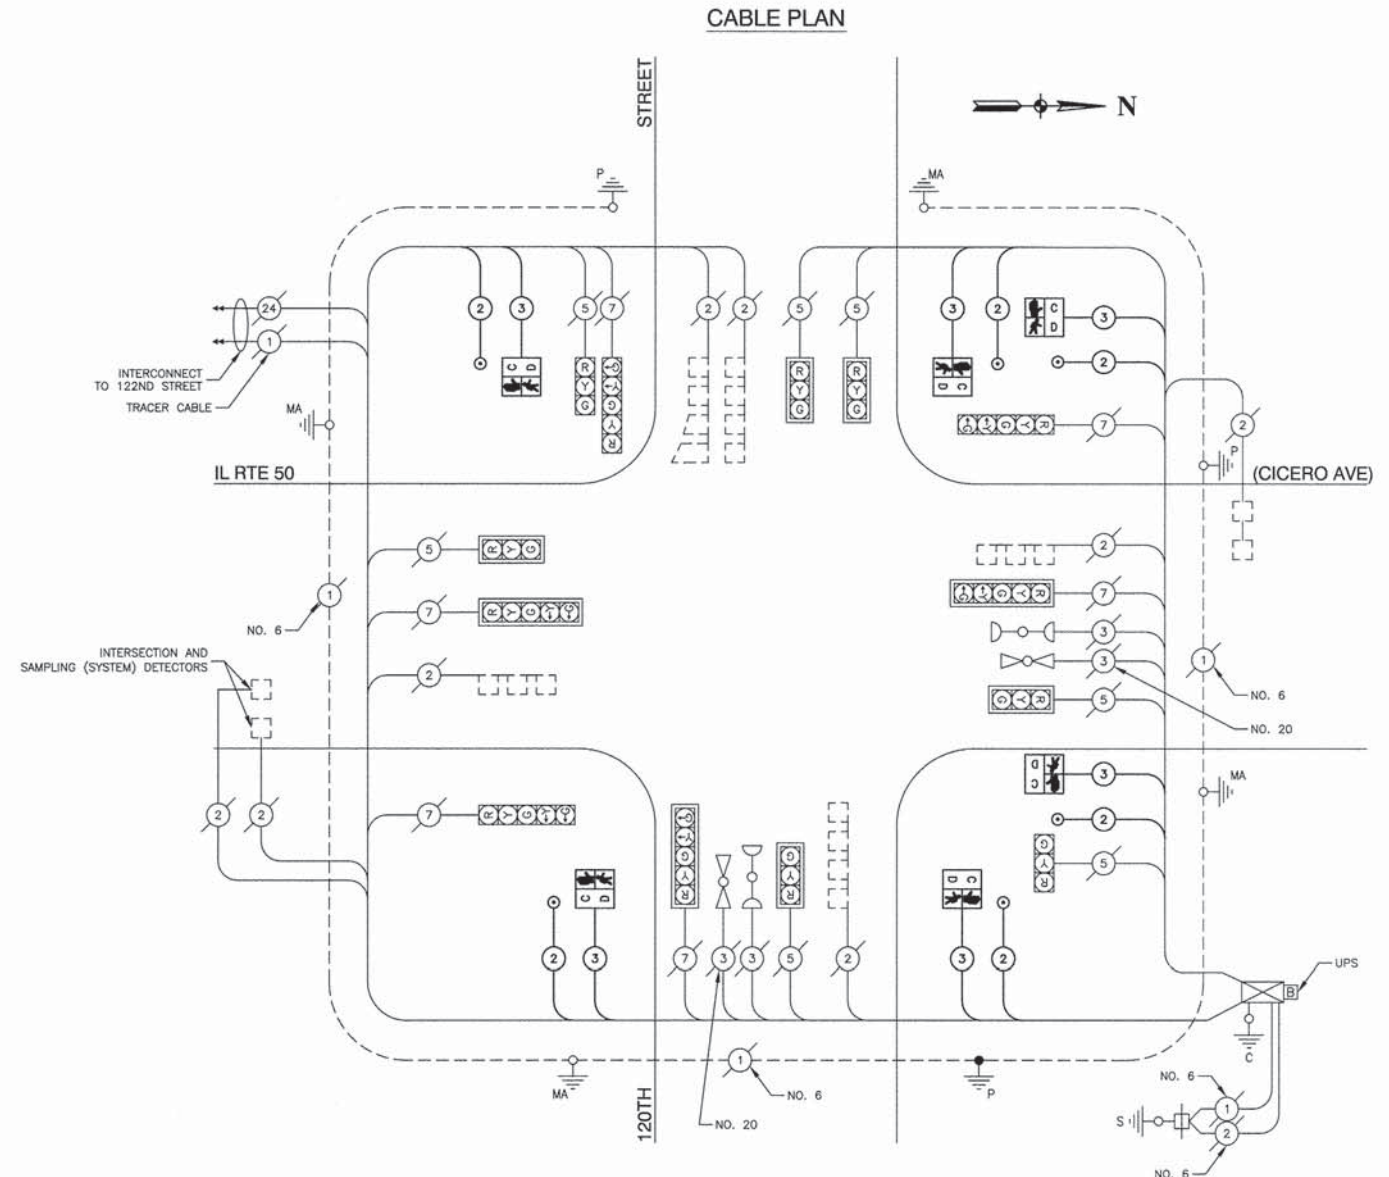 CABLE PLAN
STREET
N
P
MA
24
1
INTERCONNECT
TO 122ND STREET
TRACER CABLE
MA
2
3
5
7
2
2
5
5
3
2
3
2
7
2
C D
R
Y
G
G
Y
G
Y
R
R
Y
G
R
Y
G
D C
C
D
G Y G Y R
P
IL RTE 50
(CICERO AVE)
5
R Y G
7
R Y G Y G
2
1
NO. 6
INTERSECTION AND
SAMPLING (SYSTEM) DETECTORS
2
7
G Y G Y R
3
3
5
G Y R
1
NO. 6
NO. 20
2
2
7
R Y G Y G
C D
2
3
G
Y
G
Y
R
7
3
3
G
Y
R
5
2
D C
3
2
D
C
3
2
G
Y
R
5
MA
UPS
B
C
MA
1
NO. 6
P
NO. 20
120TH
NO. 6
1
S
2
NO. 6